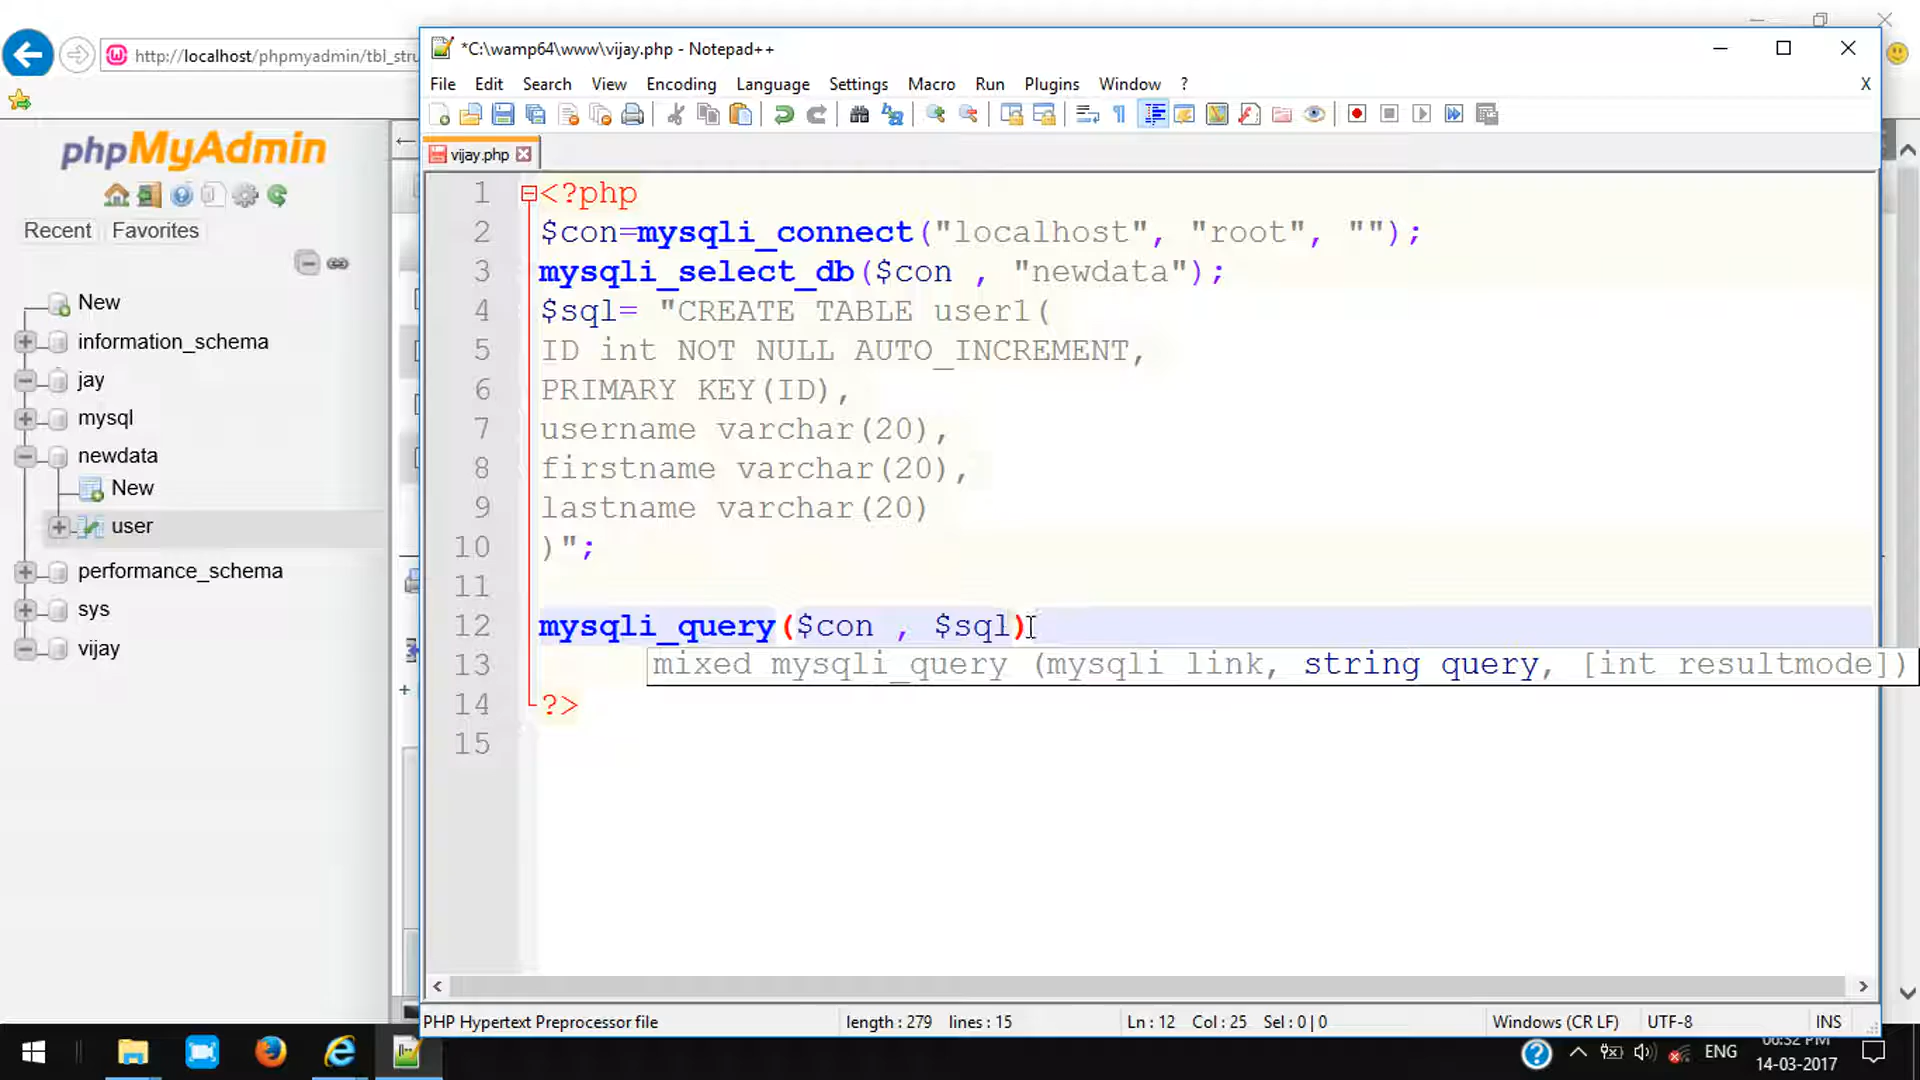 http://localhost/phpmyadmin/tbl_stru
phpMyAdmin
Recent Favorites
New
information_schema
jay
mysql
newdata
New
user
performance_schema
sys
vijay
*C:\wamp64\www\vijay.php - Notepad++
File Edit Search View Encoding Language Settings Macro Run Plugins Window ?
X
vijay.php
1 <?php
2 $con=mysqli_connect("localhost", "root", "");
3 mysqli_select_db($con , "newdata");
4 $sql= "CREATE TABLE user1(
5 ID int NOT NULL AUTO_INCREMENT,
6 PRIMARY KEY(ID),
7 username varchar(20),
8 firstname varchar(20),
9 lastname varchar(20)
10 )";
11
12 mysqli_query($con , $sql)
13 mixed mysqli_query (mysqli link, string query, [int resultmode])
14 ?>
15
PHP Hypertext Preprocessor file length : 279 lines : 15 Ln : 12 Col : 25 Sel : 0 | 0 Windows (CR LF) UTF-8 INS
ENG
06:32 PM
14-03-2017